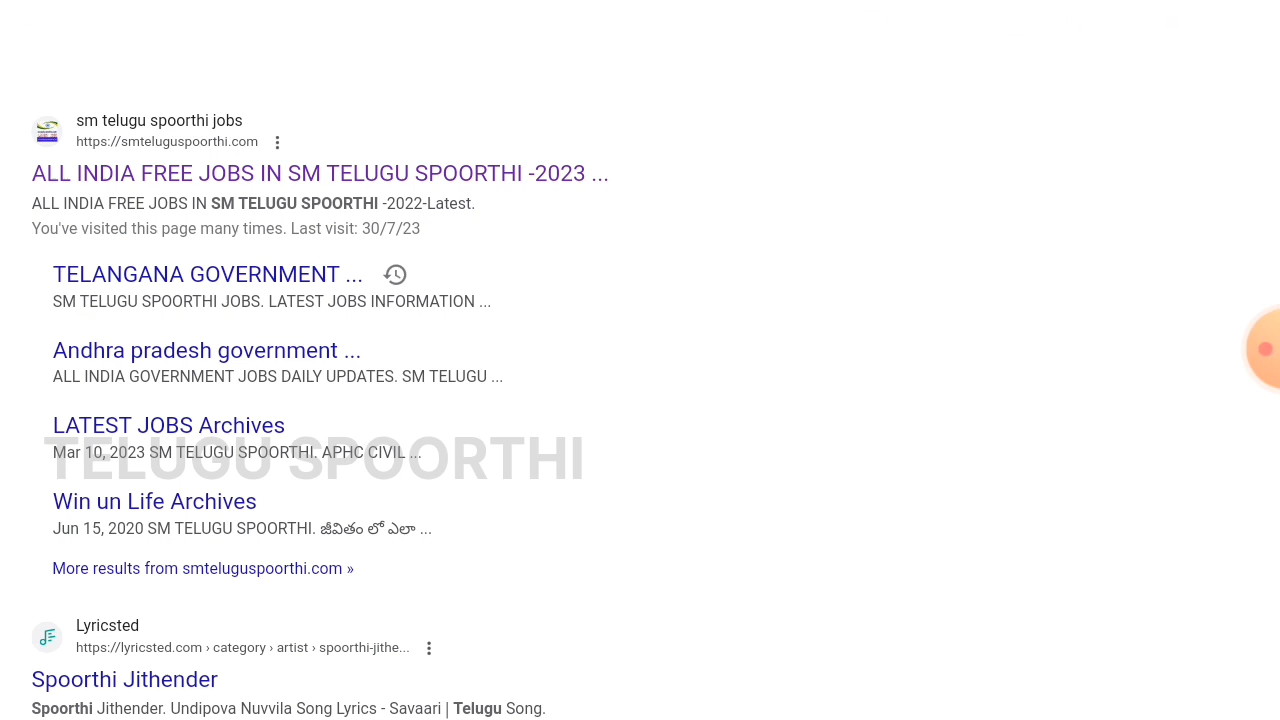 sm telugu spoorthi jobs
https://smteluguspoorthi.com
ALL INDIA FREE JOBS IN SM TELUGU SPOORTHI -2023 ...
ALL INDIA FREE JOBS IN SM TELUGU SPOORTHI -2022-Latest.
You've visited this page many times. Last visit: 30/7/23
TELANGANA GOVERNMENT ...
SM TELUGU SPOORTHI JOBS. LATEST JOBS INFORMATION ...
Andhra pradesh government ...
ALL INDIA GOVERNMENT JOBS DAILY UPDATES. SM TELUGU ...
LATEST JOBS Archives
Mar 10, 2023 SM TELUGU SPOORTHI. APHC CIVIL ...
TELUGU SPOORTHI
Win un Life Archives
Jun 15, 2020 SM TELUGU SPOORTHI. జీవితం లో ఎలా ...
More results from smteluguspoorthi.com »
Lyricsted
https://lyricsted.com › category › artist › spoorthi-jithe...
Spoorthi Jithender
Spoorthi Jithender. Undipova Nuvvila Song Lyrics - Savaari | Telugu Song.